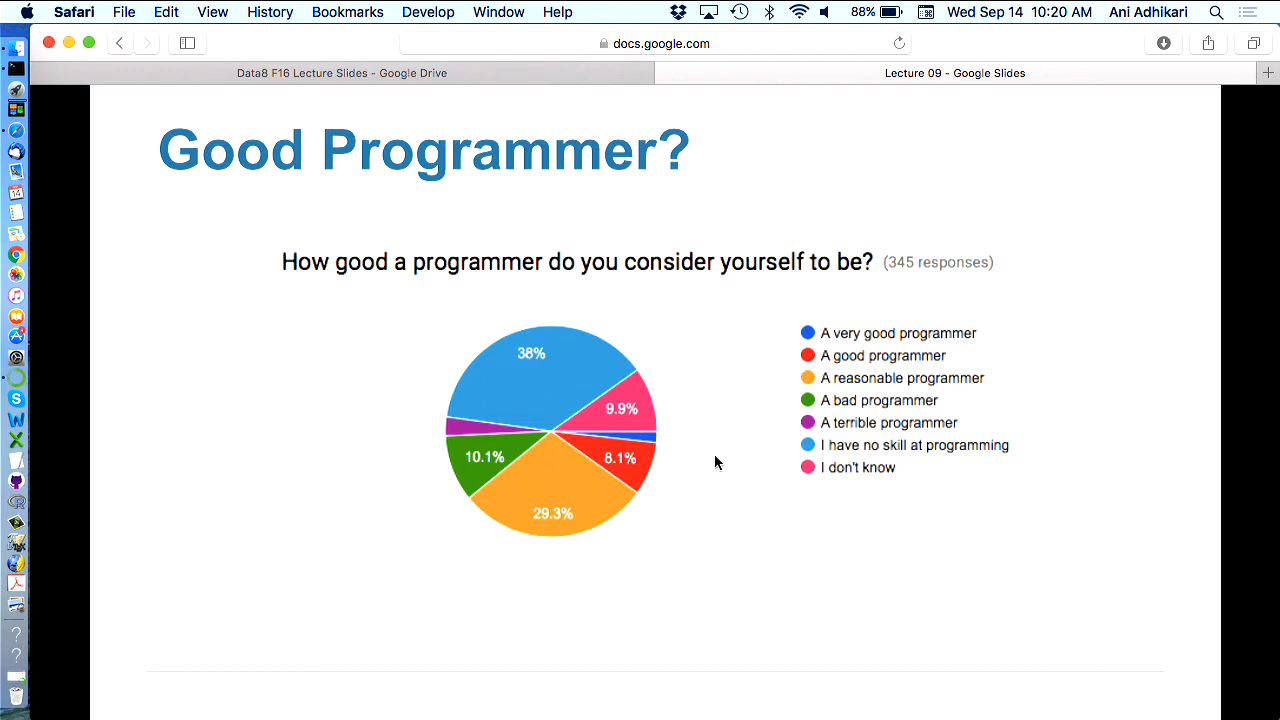 Safari File Edit View History Bookmarks Develop Window Help 88% Wed Sep 14 10:20 AM Ani Adhikari
docs.google.com
Data8 F16 Lecture Slides - Google Drive
Lecture 09 - Google Slides
Good Programmer?
How good a programmer do you consider yourself to be? (345 responses)
38%
9.9%
8.1%
10.1%
29.3%
A very good programmer
A good programmer
A reasonable programmer
A bad programmer
A terrible programmer
I have no skill at programming
I don't know